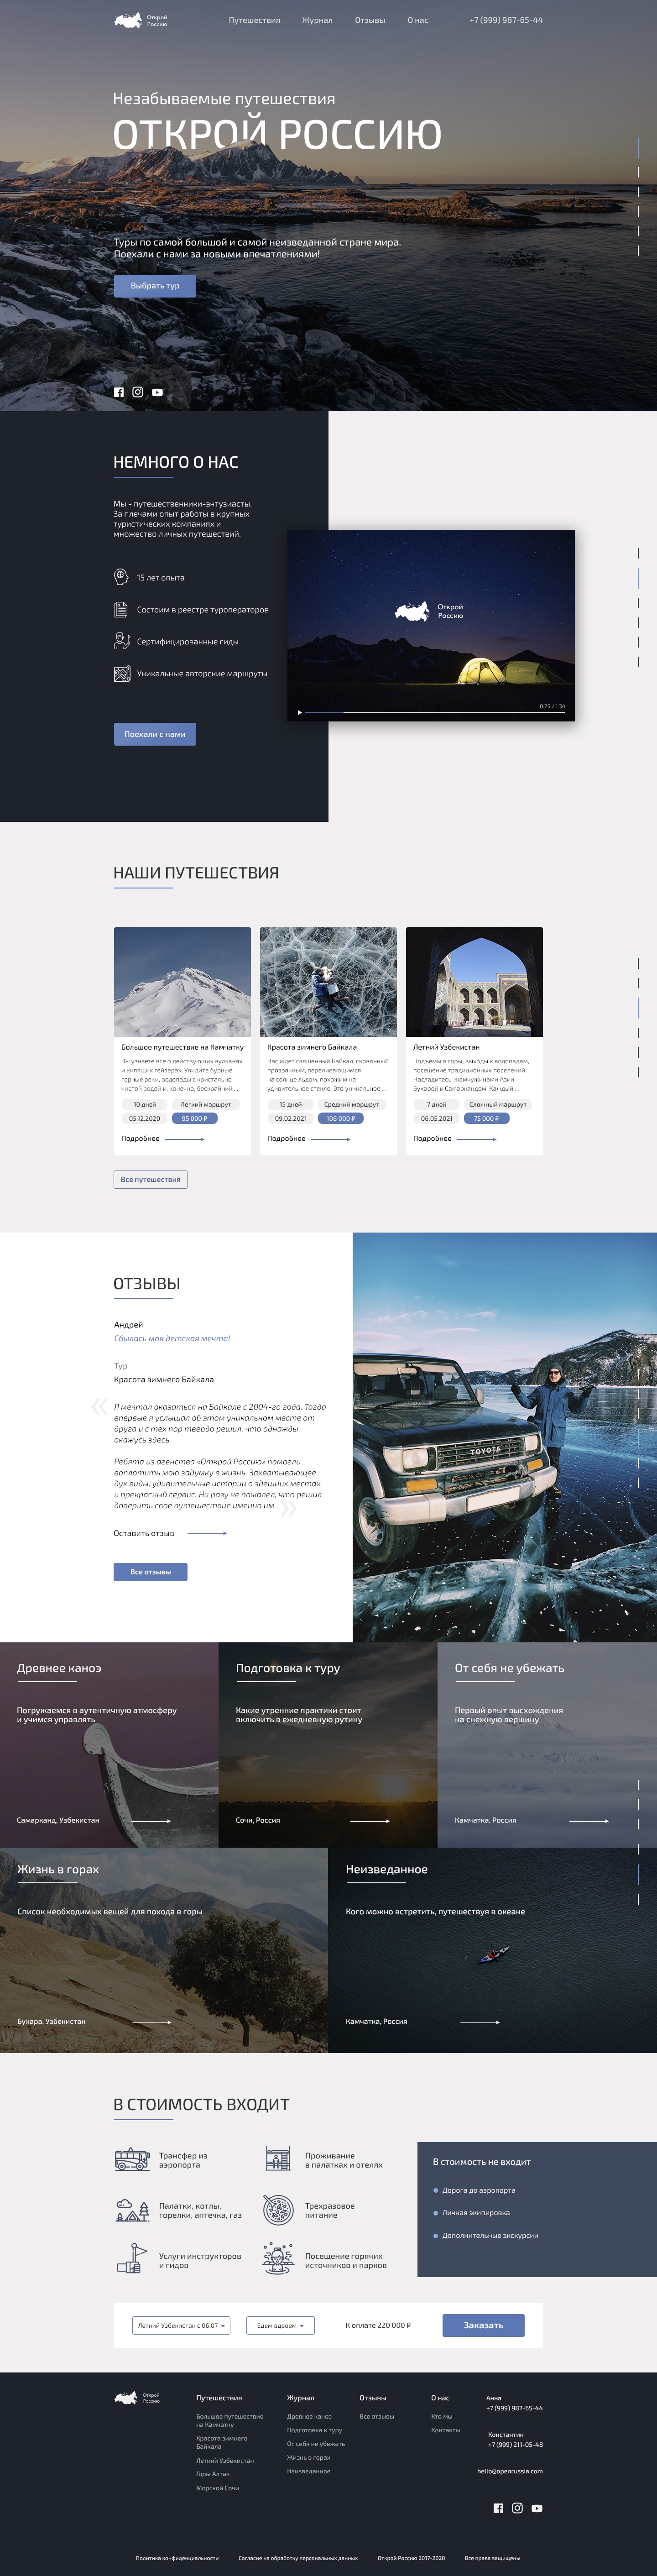 Открой
Россию
Путешествия
Журнал
Отзывы
О нас
+7 (999) 987-65-44
Незабываемые путешествия
ОТКРОЙ РОССИЮ
Туры по самой большой и самой неизведанной стране мира.
Поехали с нами за новыми впечатлениями!
Выбрать тур
НЕМНОГО О НАС
Мы - путешественники-энтузиасты.
За плечами опыт работы в крупных
туристических компаниях и
множество личных путешествий.
15 лет опыта
Состоим в реестре туроператоров
Сертифицированные гиды
Уникальные авторские маршруты
Поехали с нами
Открой
Россию
0:25 / 1:34
НАШИ ПУТЕШЕСТВИЯ
Большое путешествие на Камчатку
Вы узнаете все о действующих вулканах
и кипящих гейзерах. Увидите бурные
горные реки, водопады с кристально
чистой водой и, конечно, бескрайний ...
10 дней
Легкий маршрут
05.12.2020
95 000 ₽
Подробнее
Красота зимнего Байкала
Нас ждет священный Байкал, скованный
прозрачным, переливающимся
на солнце льдом, похожим на
удивительное стекло. Это уникальное ...
15 дней
Средний маршрут
09.02.2021
108 000 ₽
Подробнее
Летний Узбекистан
Подъемы в горы, выходы к водопадам,
посещение традиционных поселений.
Насладитесь жемчужинами Азии —
Бухарой и Самаркандом. Каждый ...
7 дней
Сложный маршрут
06.05.2021
75 000 ₽
Подробнее
Все путешествия
ОТЗЫВЫ
Андрей
Сбылась моя детская мечта!
Тур
Красота зимнего Байкала
«
Я мечтал оказаться на Байкале с 2004-го года. Тогда
впервые я услышал об этом уникальном месте от
друга и с тех пор твердо решил, что однажды
окажусь здесь.
Ребята из агенства «Открой Россию» помогли
воплотить мою задумку в жизнь. Захватывающее
дух виды, удивительные истории о здешних местах
и прекрасный сервис. Ни разу не пожалел, что решил
доверить свое путешествие именно им.
»
Оставить отзыв
Все отзывы
TOYOTA
Древнее каноэ
Погружаемся в аутентичную атмосферу
и учимся управлять
Самарканд, Узбекистан
Подготовка к туру
Какие утренние практики стоит
включить в ежедневную рутину
Сочи, Россия
От себя не убежать
Первый опыт высхождения
на снежную вершину
Камчатка, Россия
Жизнь в горах
Список необходимых вещей для похода в горы
Бухара, Узбекистан
Неизведанное
Кого можно встретить, путешествуя в океане
Камчатка, Россия
В СТОИМОСТЬ ВХОДИТ
Трансфер из
аэропорта
Проживание
в палатках и отелях
Палатки, котлы,
горелки, аптечка, газ
Трехразовое
питание
Услуги инструкторов
и гидов
Посещение горячих
источников и парков
В стоимость не входит
Дорога до аэропорта
Личная экипировка
Дополнительные экскурсии
Летний Узбекистан с 06.07
Едем вдвоем
К оплате 220 000 ₽
Заказать
Открой
Россию
Путешествия
Большое путешествие
на Камчатку
Красота зимнего
Байкала
Летний Узбекистан
Горы Алтая
Морской Сочи
Журнал
Древнее каноэ
Подготовка к туру
От себя не убежать
Жизнь в горах
Неизведанное
Отзывы
Все отзывы
О нас
Кто мы
Контакты
Анна
+7 (999) 987-65-44
Константин
+7 (999) 211-05-48
hello@openrussia.com
Политика конфиденциальности
Согласие на обработку персональных данных
Открой Россию 2017-2020
Все права защищены